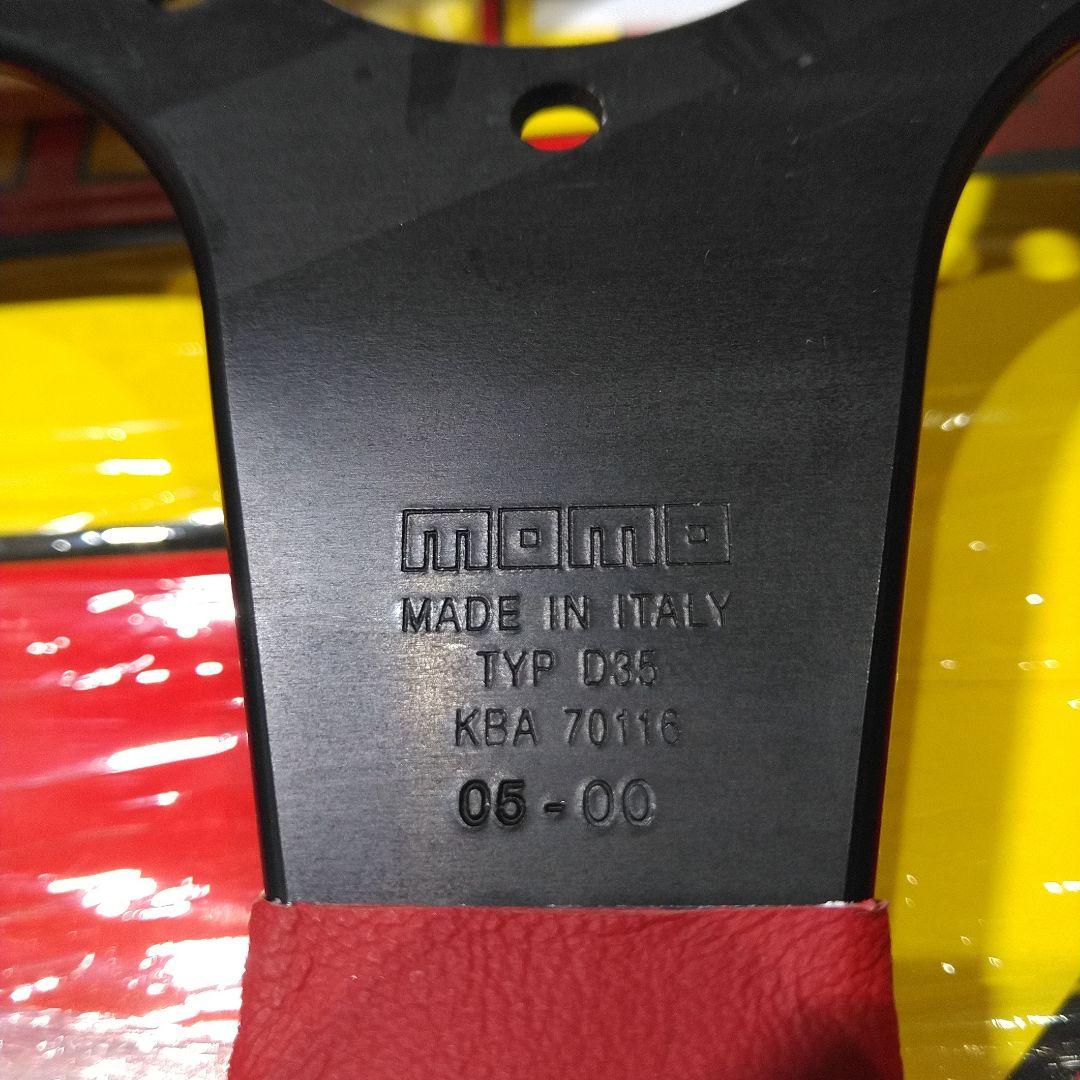 momo
MADE IN ITALY
TYP D35
KBA 70116
05-00